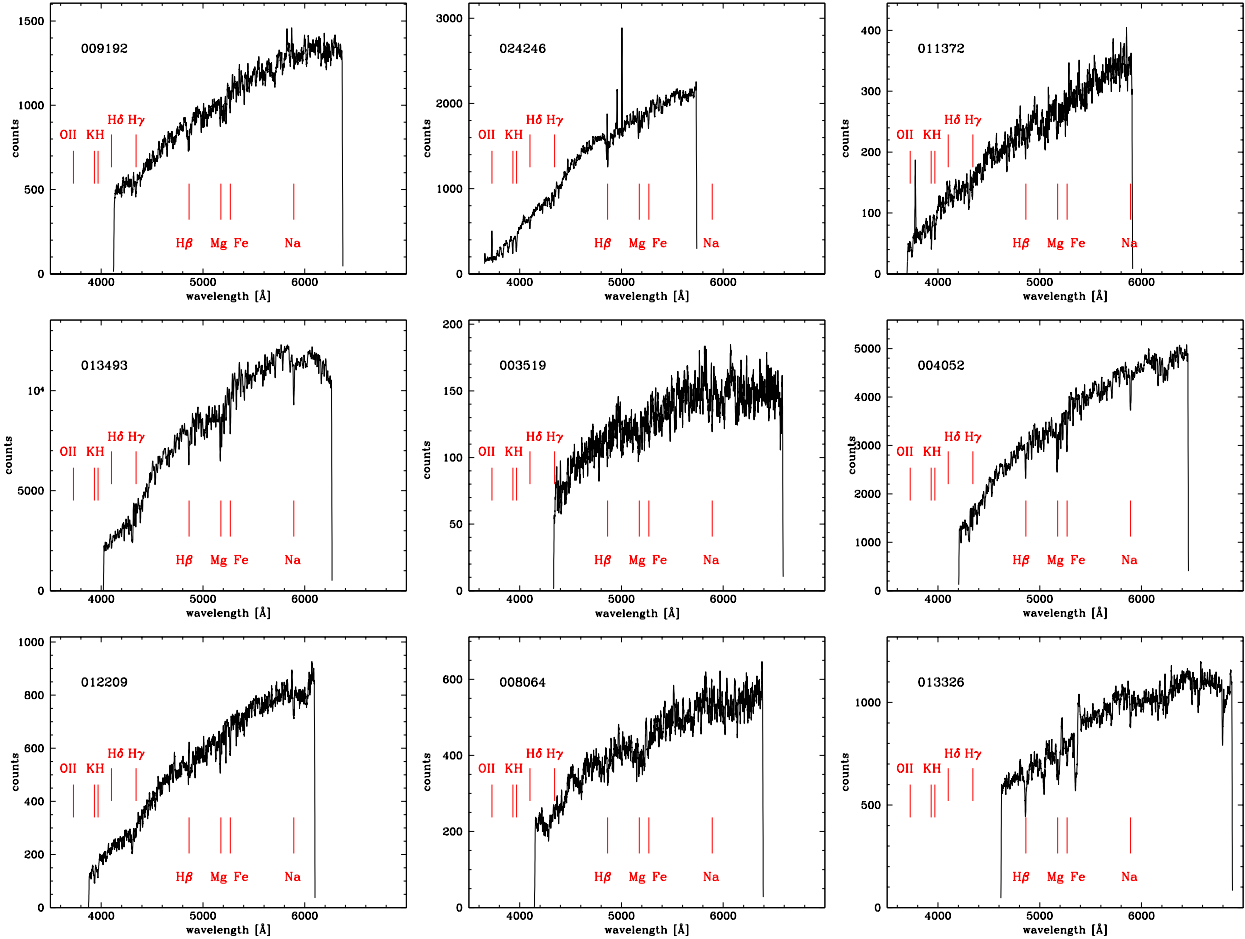 009192
counts
1500
1000
500
0
OII KH Hδ Hγ
Hβ Mg Fe Na
4000 5000 6000
wavelength [Å]
024246
counts
3000
2000
1000
0
OII KH Hδ Hγ
Hβ Mg Fe Na
4000 5000 6000
wavelength [Å]
011372
counts
400
300
200
100
0
OII KH Hδ Hγ
Hβ Mg Fe Na
4000 5000 6000
wavelength [Å]
013493
counts
10⁴
5000
0
OII KH Hδ Hγ
Hβ Mg Fe Na
4000 5000 6000
wavelength [Å]
003519
counts
200
150
100
50
0
OII KH Hδ Hγ
Hβ Mg Fe Na
4000 5000 6000
wavelength [Å]
004052
counts
5000
4000
3000
2000
1000
0
OII KH Hδ Hγ
Hβ Mg Fe Na
4000 5000 6000
wavelength [Å]
012209
counts
1000
800
600
400
200
0
OII KH Hδ Hγ
Hβ Mg Fe Na
4000 5000 6000
wavelength [Å]
008064
counts
600
400
200
0
OII KH Hδ Hγ
Hβ Mg Fe Na
4000 5000 6000
wavelength [Å]
013326
counts
1000
500
0
OII KH Hδ Hγ
Hβ Mg Fe Na
4000 5000 6000
wavelength [Å]